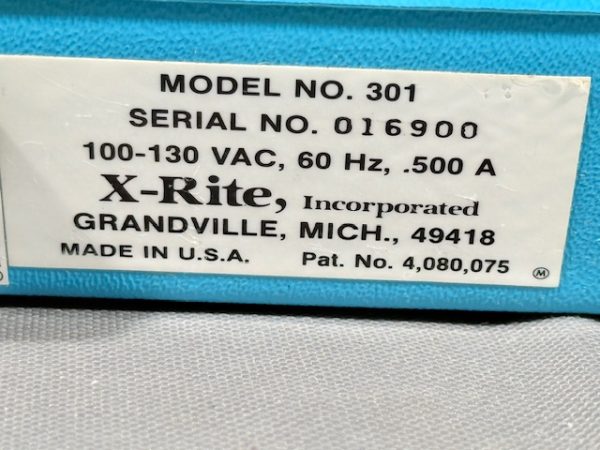 MODEL NO. 301
SERIAL NO. 016900
100-130 VAC, 60 Hz, .500 A
X-Rite, Incorporated
GRANDVILLE, MICH., 49418
MADE IN U.S.A. Pat. No. 4,080,075 Ⓜ